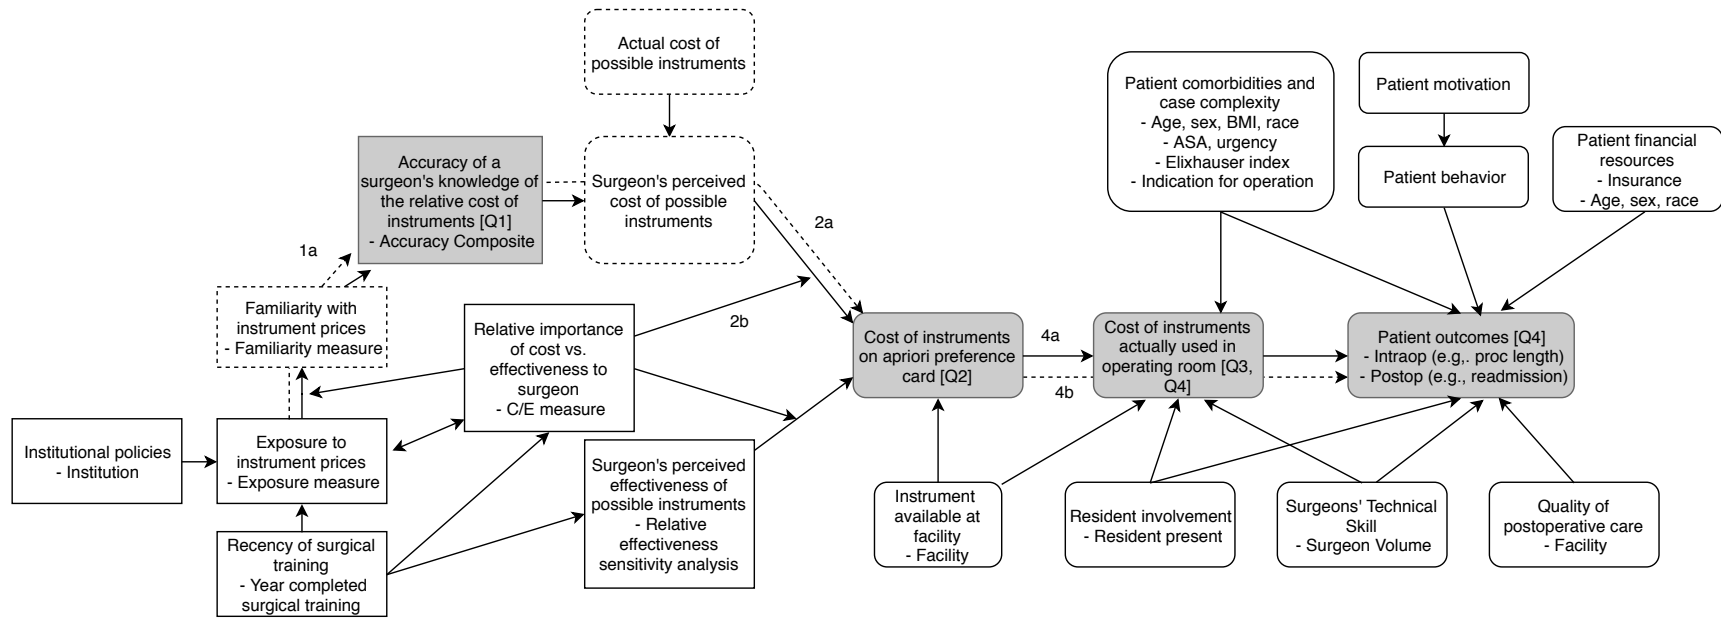 Actual cost of
possible instruments
Accuracy of a
surgeon's knowledge of
the relative cost of
instruments [Q1]
- Accuracy Composite
Surgeon's perceived
cost of possible
instruments
1a
2a
Familiarity with
instrument prices
- Familiarity measure
Relative importance
of cost vs.
effectiveness to
surgeon
- C/E measure
2b
Institutional policies
- Institution
Exposure to
instrument prices
- Exposure measure
Recency of surgical
training
- Year completed
surgical training
Surgeon's perceived
effectiveness of
possible instruments
- Relative
effectiveness
sensitivity analysis
Patient comorbidities and
case complexity
- Age, sex, BMI, race
- ASA, urgency
- Elixhauser index
- Indication for operation
Patient motivation
Patient behavior
Patient financial
resources
- Insurance
- Age, sex, race
Cost of instruments
on apriori preference
card [Q2]
4a
4b
Cost of instruments
actually used in
operating room [Q3,
Q4]
Patient outcomes [Q4]
- Intraop (e.g,. proc length)
- Postop (e.g., readmission)
Instrument
available at
facility
- Facility
Resident involvement
- Resident present
Surgeons' Technical
Skill
- Surgeon Volume
Quality of
postoperative care
- Facility